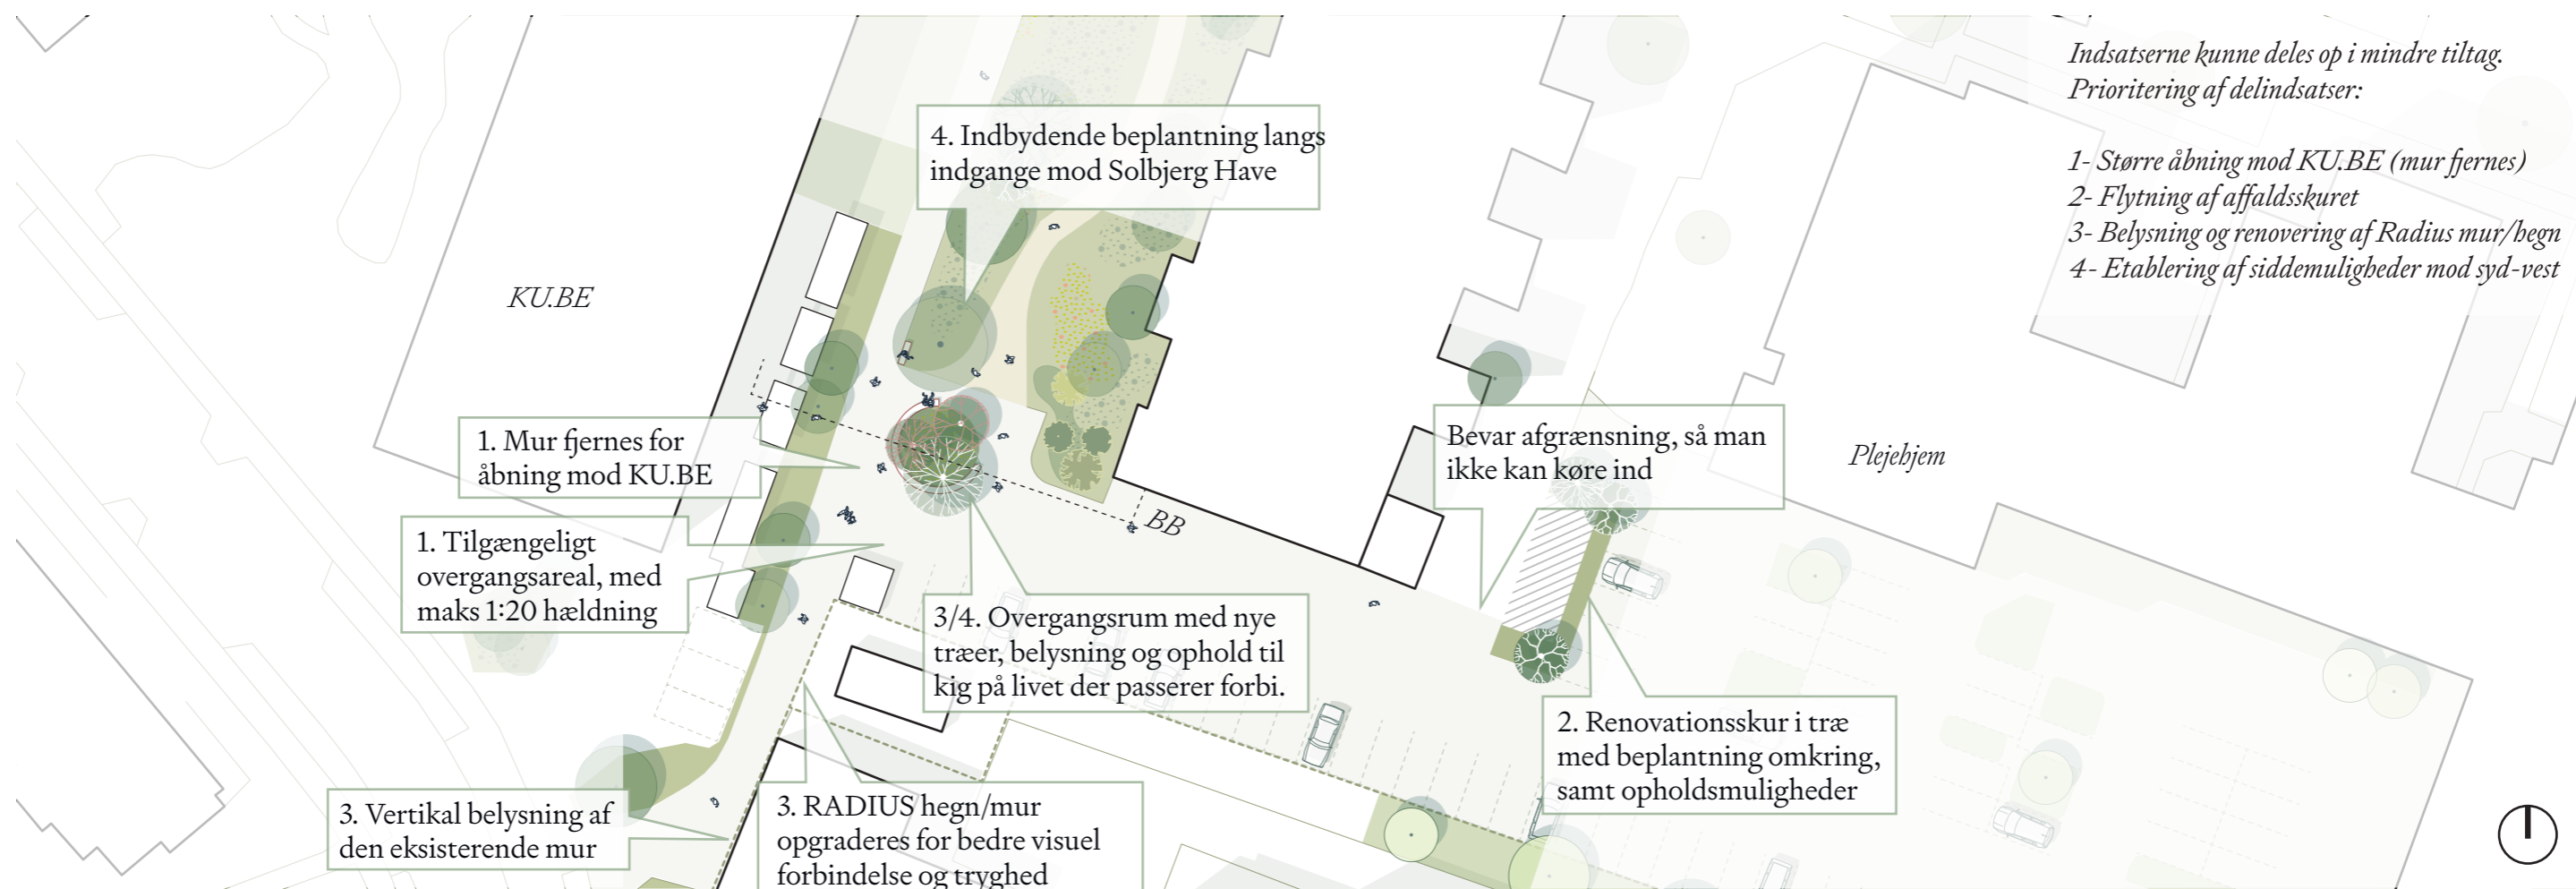 Indsatserne kunne deles op i mindre tiltag.
Prioritering af delindsatser:
1- Større åbning mod KU.BE (mur fjernes)
2- Flytning af affaldsskuret
3- Belysning og renovering af Radius mur/hegn
4- Etablering af siddemuligheder mod syd-vest
4. Indbydende beplantning langs
indgange mod Solbjerg Have
KU.BE
1. Mur fjernes for
åbning mod KU.BE
Bevar afgrænsning, så man
ikke kan køre ind
Plejehjem
BB
1. Tilgængeligt
overgangsareal, med
maks 1:20 hældning
3/4. Overgangsrum med nye
træer, belysning og ophold til
kig på livet der passerer forbi.
2. Renovationsskur i træ
med beplantning omkring,
samt opholdsmuligheder
3. Vertikal belysning af
den eksisterende mur
3. RADIUS hegn/mur
opgraderes for bedre visuel
forbindelse og tryghed